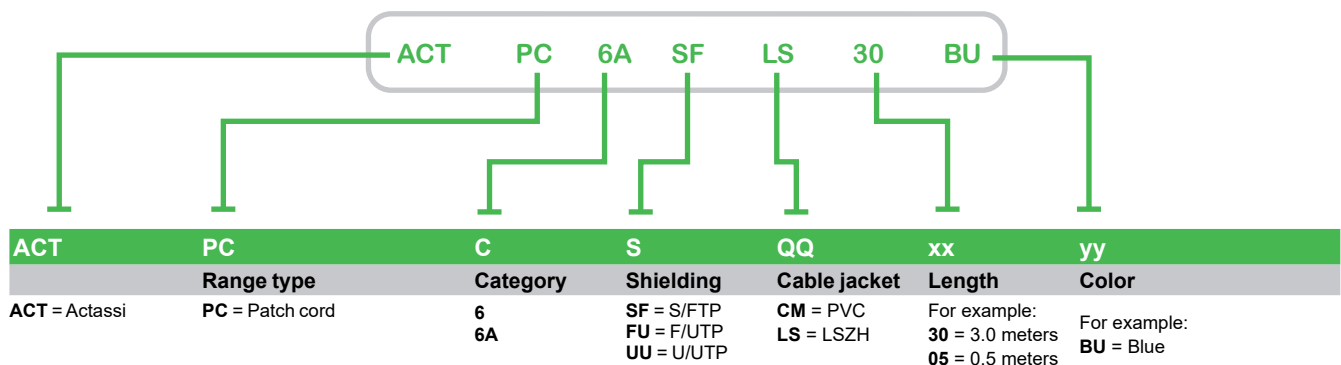 ACT PC 6A SF LS 30 BU
ACT PC C S QQ xx yy
Range type Category Shielding Cable jacket Length Color
ACT = Actassi
PC = Patch cord
6
6A
SF = S/FTP
FU = F/UTP
UU = U/UTP
CM = PVC
LS = LSZH
For example:
30 = 3.0 meters
05 = 0.5 meters
For example:
BU = Blue